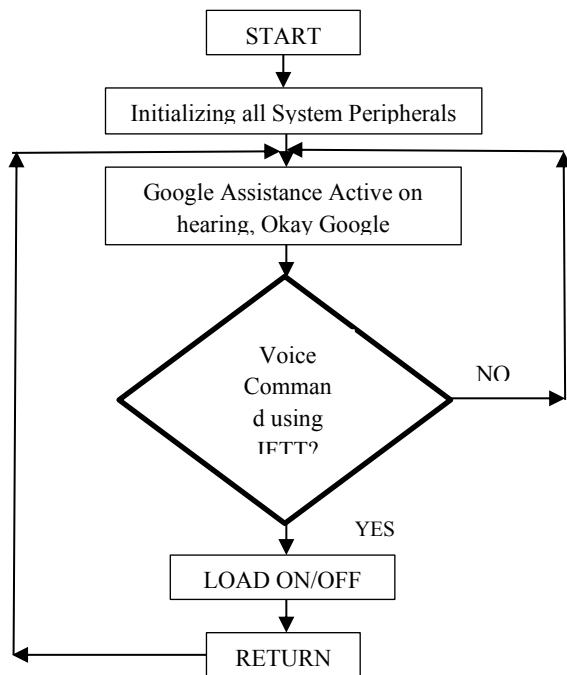 START
Initializing all System Peripherals
Google Assistance Active on
hearing, Okay Google
Voice
Comman
d using
IFTT?
NO
YES
LOAD ON/OFF
RETURN